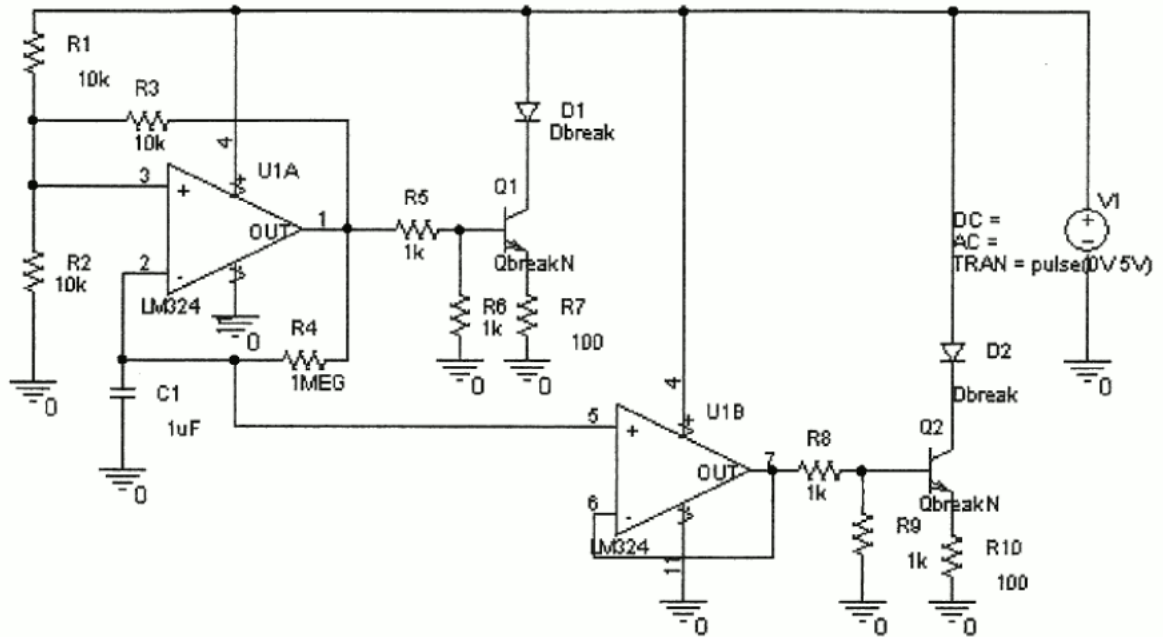 R1
10k
R3
10k
4
U1A
3
+
OUT
1
2
-
LM324
11
0
R2
10k
0
R4
1MEG
C1
1uF
0
R5
1k
R6
1k
0
Q1
QbreakN
D1
Dbreak
R7
100
0
V1
+
-
DC =
AC =
TRAN = pulse(0V 5V)
0
4
U1B
5
+
OUT
7
6
-
LM324
11
0
R8
1k
R9
1k
0
D2
Dbreak
Q2
QbreakN
R10
100
0